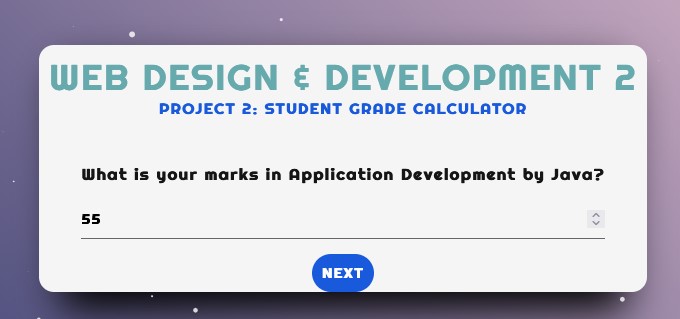 WEB DESIGN & DEVELOPMENT 2
PROJECT 2: STUDENT GRADE CALCULATOR
What is your marks in Application Development by Java?
55
NEXT